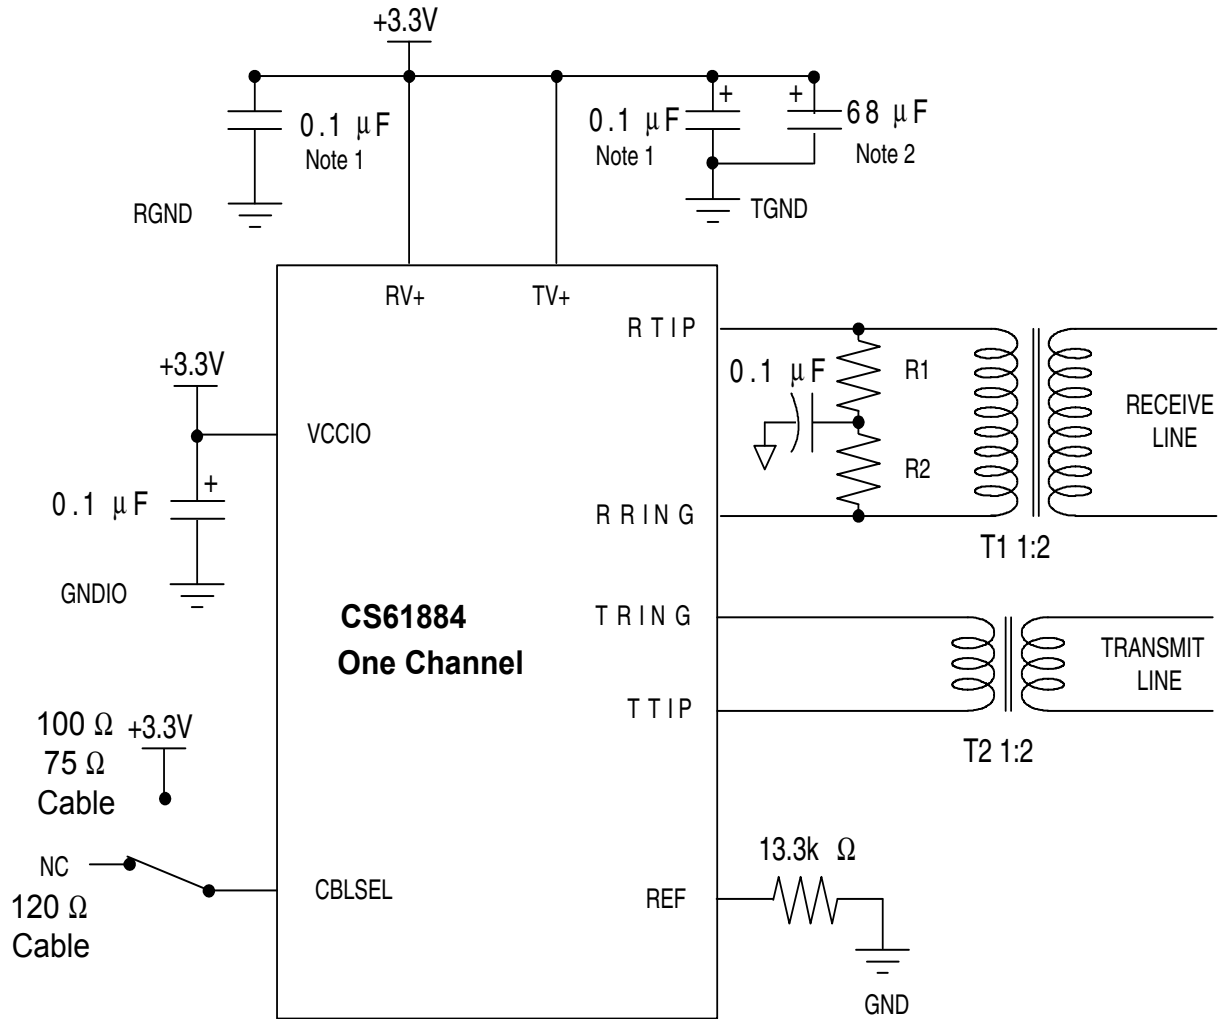 +3.3V
+
0.1 µF
Note 1
0.1 µF
Note 1
+
68 µF
Note 2
RGND
TGND
RV+
TV+
RTIP
+3.3V
0.1 µF
R1
RECEIVE
LINE
VCCIO
R2
+
0.1 µF
RRING
T1 1:2
GNDIO
CS61884
One Channel
TRING
TRANSMIT
LINE
TTIP
T2 1:2
100 Ω
75 Ω
Cable
+3.3V
NC
120 Ω
Cable
CBLSEL
13.3k Ω
REF
GND